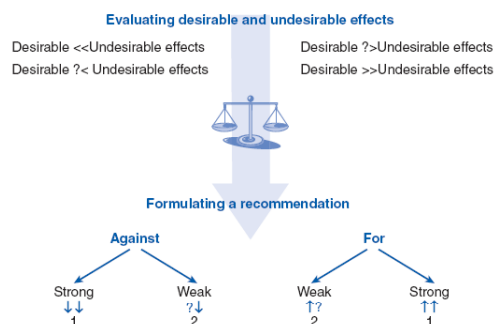 Evaluating desirable and undesirable effects
Desirable <<Undesirable effects
Desirable ?>Undesirable effects
Desirable ?< Undesirable effects
Desirable >>Undesirable effects
Formulating a recommendation
Against
For
Strong
Weak
Weak
Strong
↓↓
?↓
↑?
↑↑
1
2
2
1